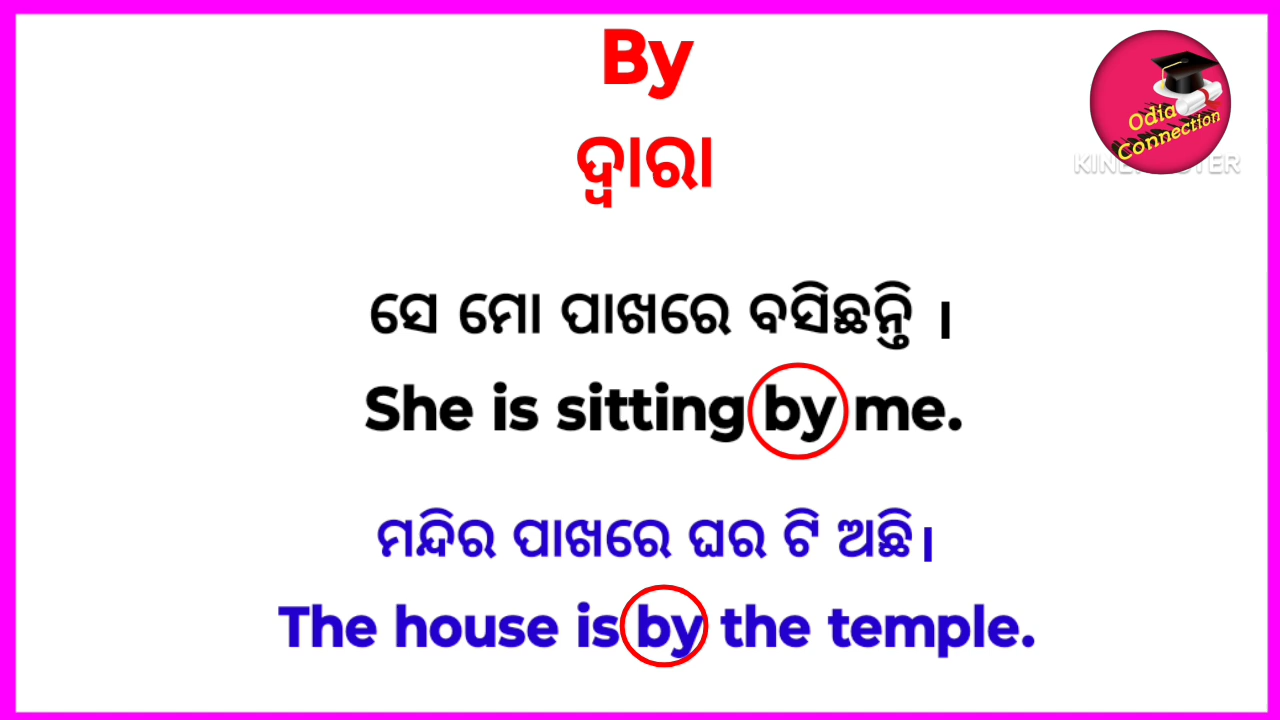 By
ଦ୍ୱାରା
Odia
Connection
ସେ ମୋ ପାଖରେ ବସିଛନ୍ତି ।
She is sitting by me.
ମନ୍ଦିର ପାଖରେ ଘର ଟି ଅଛି।
The house is by the temple.